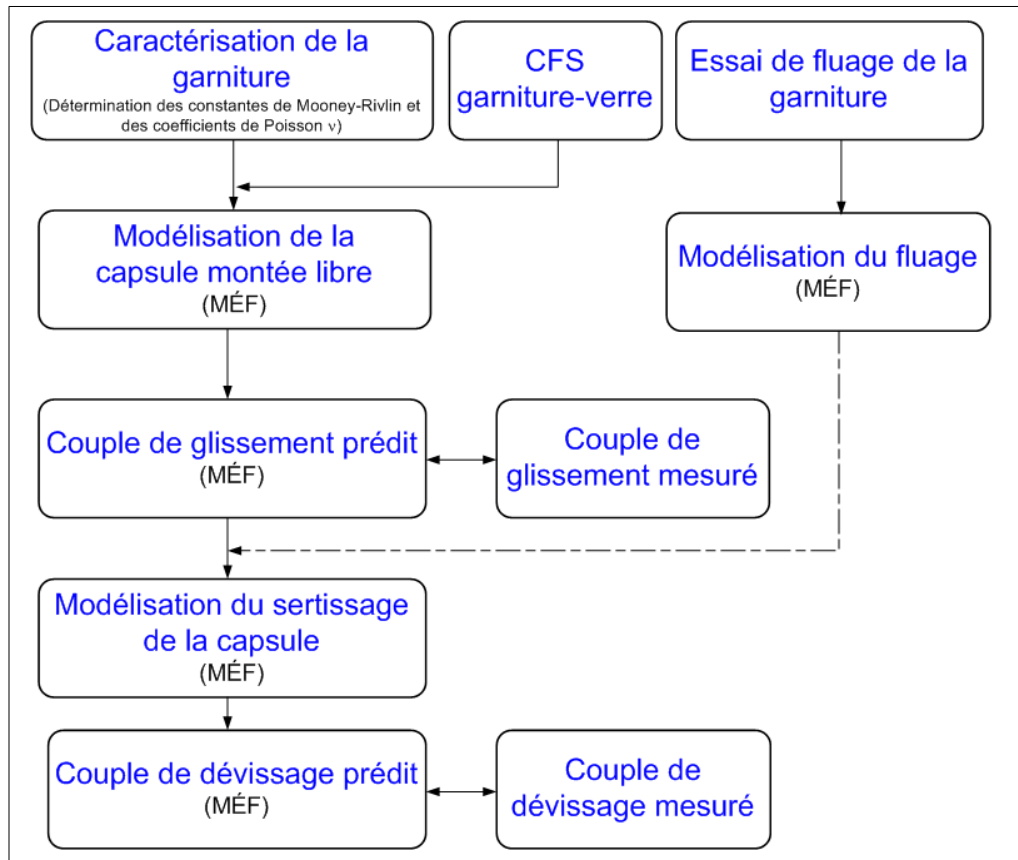 Caractérisation de la
garniture
(Détermination des constantes de Mooney-Rivlin et
des coefficients de Poisson ν)
CFS
garniture-verre
Essai de fluage de la
garniture
Modélisation de la
capsule montée libre
(MÉF)
Modélisation du fluage
(MÉF)
Couple de glissement prédit
(MÉF)
Couple de
glissement mesuré
Modélisation du sertissage
de la capsule
(MÉF)
Couple de dévissage prédit
(MÉF)
Couple de
dévissage mesuré